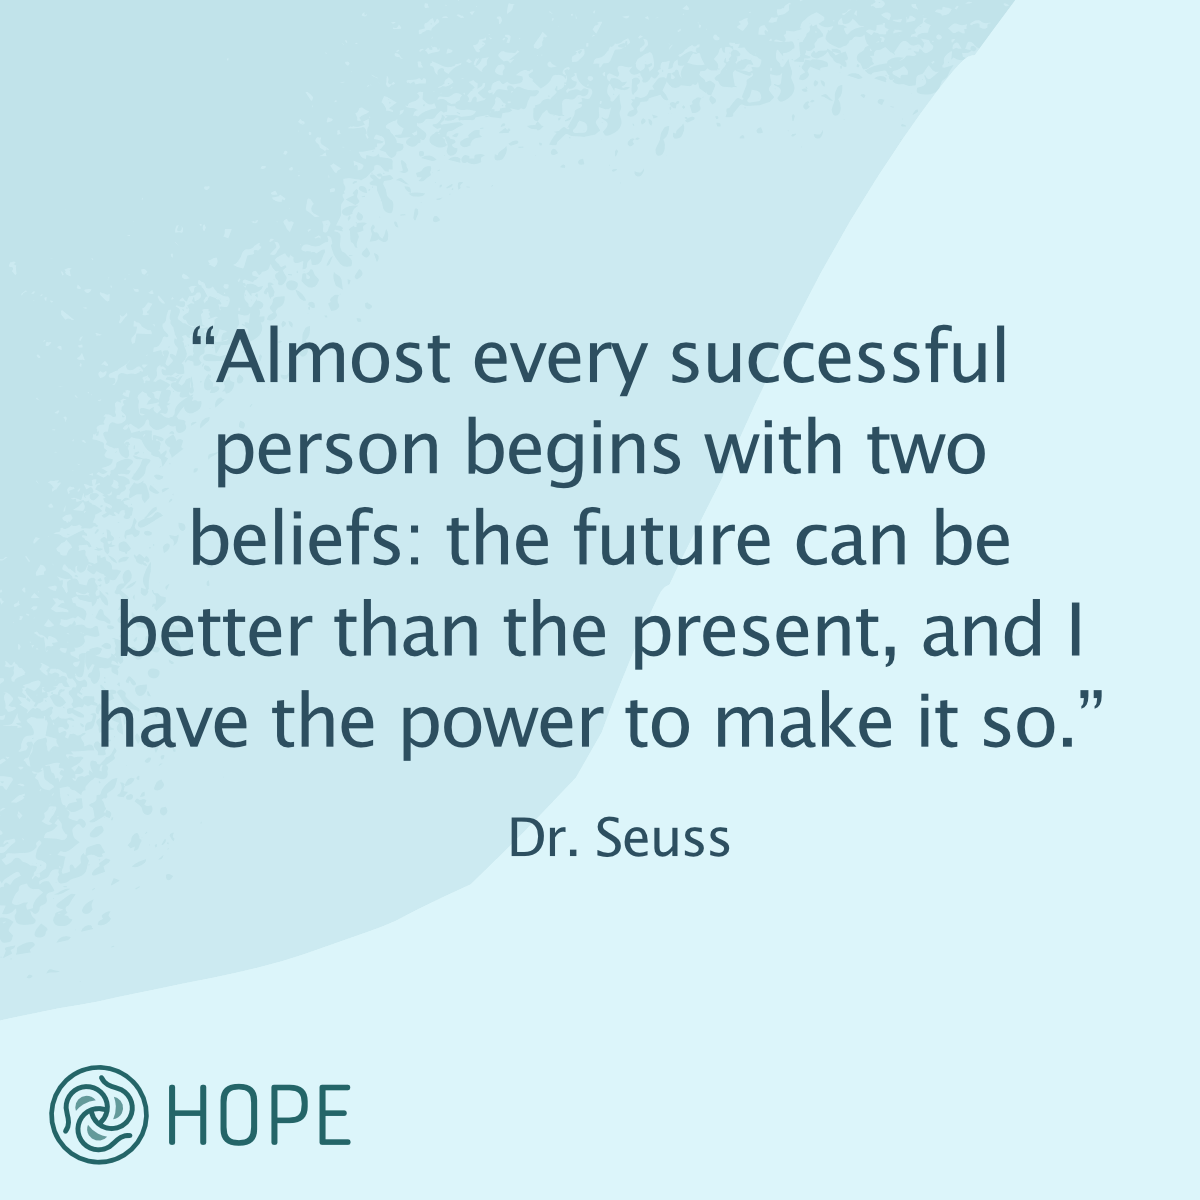 “Almost every successful
person begins with two
beliefs: the future can be
better than the present, and I
have the power to make it so.”
Dr. Seuss
HOPE